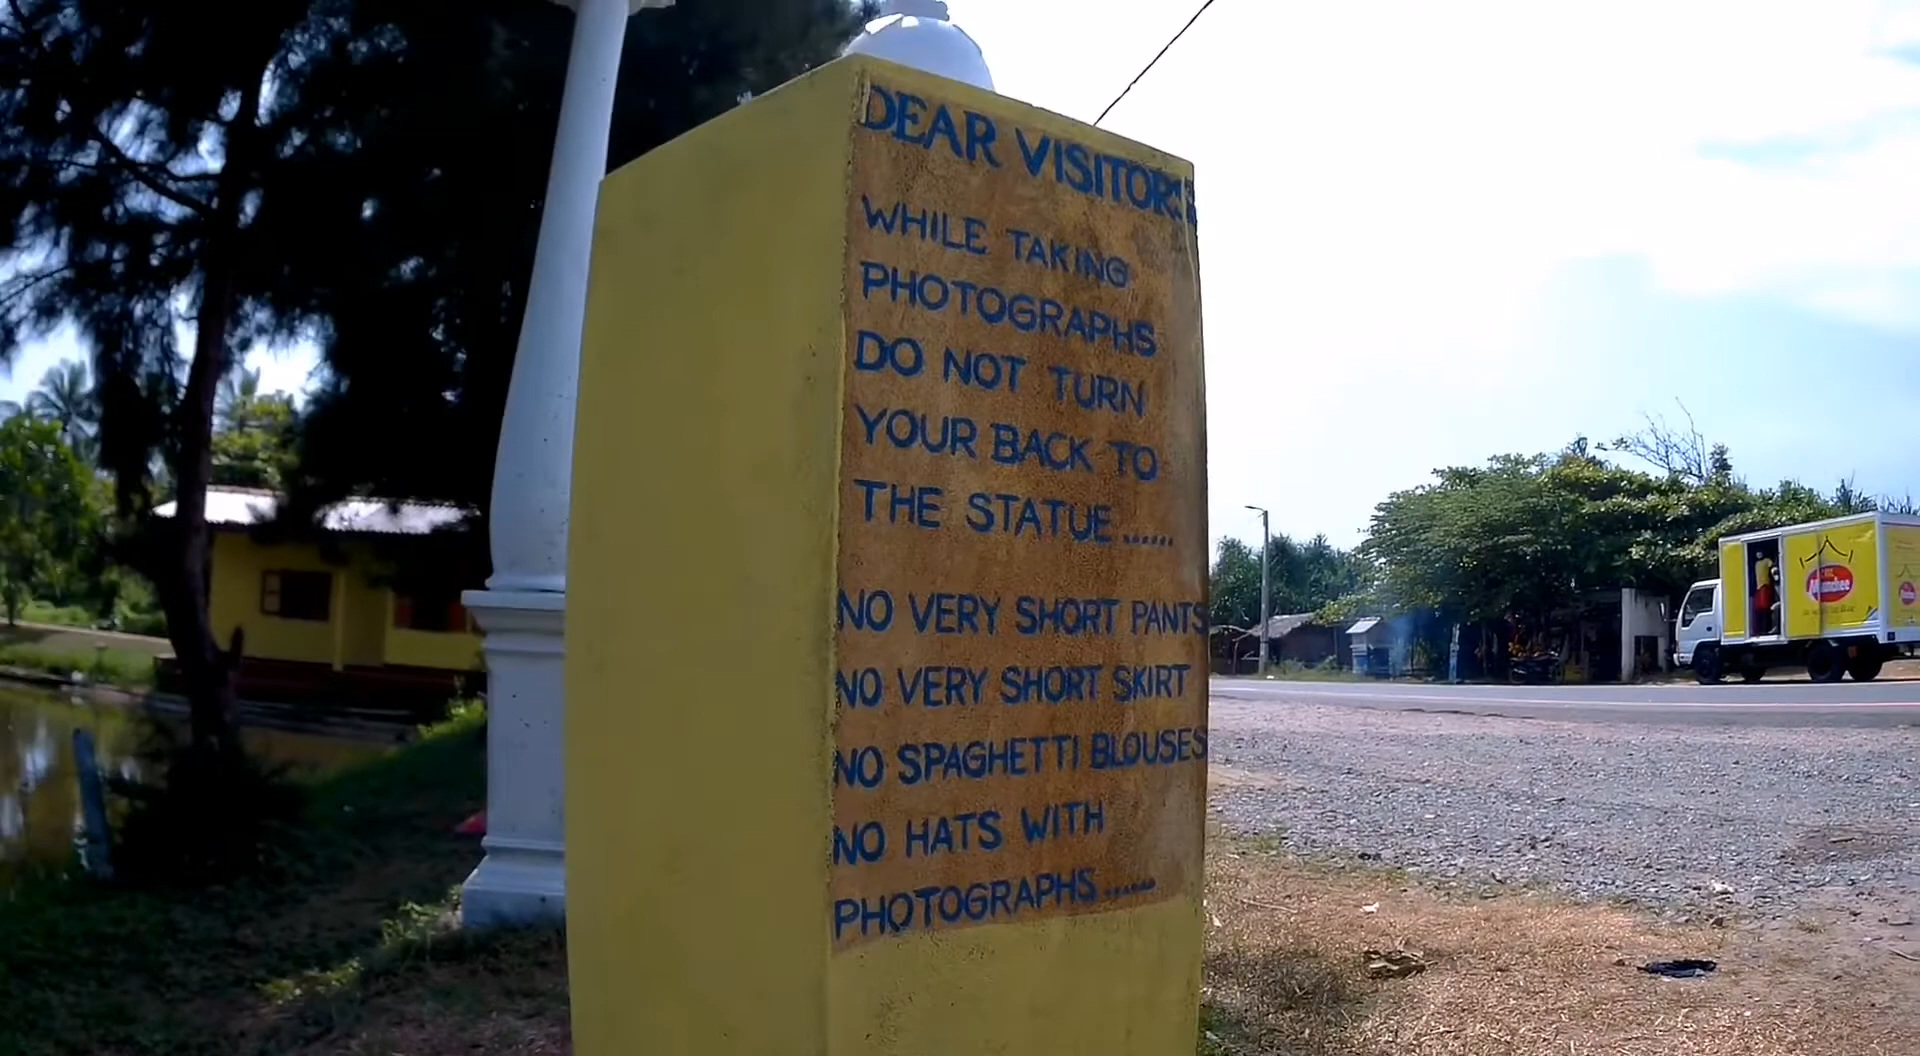 DEAR VISITORS
WHILE TAKING
PHOTOGRAPHS
DO NOT TURN
YOUR BACK TO
THE STATUE......
NO VERY SHORT PANTS
NO VERY SHORT SKIRT
NO SPAGHETTI BLOUSES
NO HATS WITH
PHOTOGRAPHS......
Munchee